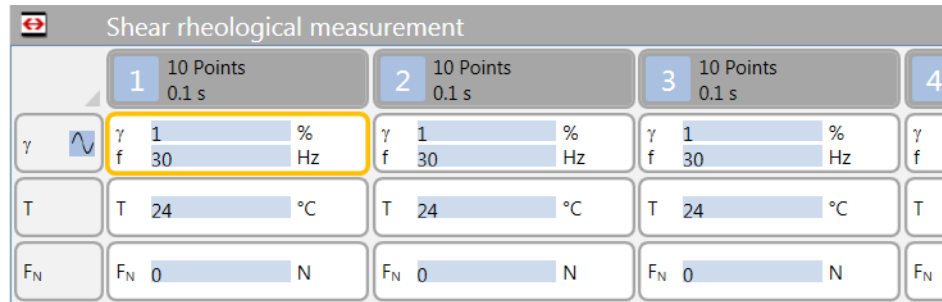 Shear rheological measurement
1 10 Points 0.1 s 2 10 Points 0.1 s 3 10 Points 0.1 s 4
γ γ 1 % γ 1 % γ 1 % γ
f 30 Hz f 30 Hz f 30 Hz f
T T 24 °C T 24 °C T 24 °C T
FN FN 0 N FN 0 N FN 0 N FN